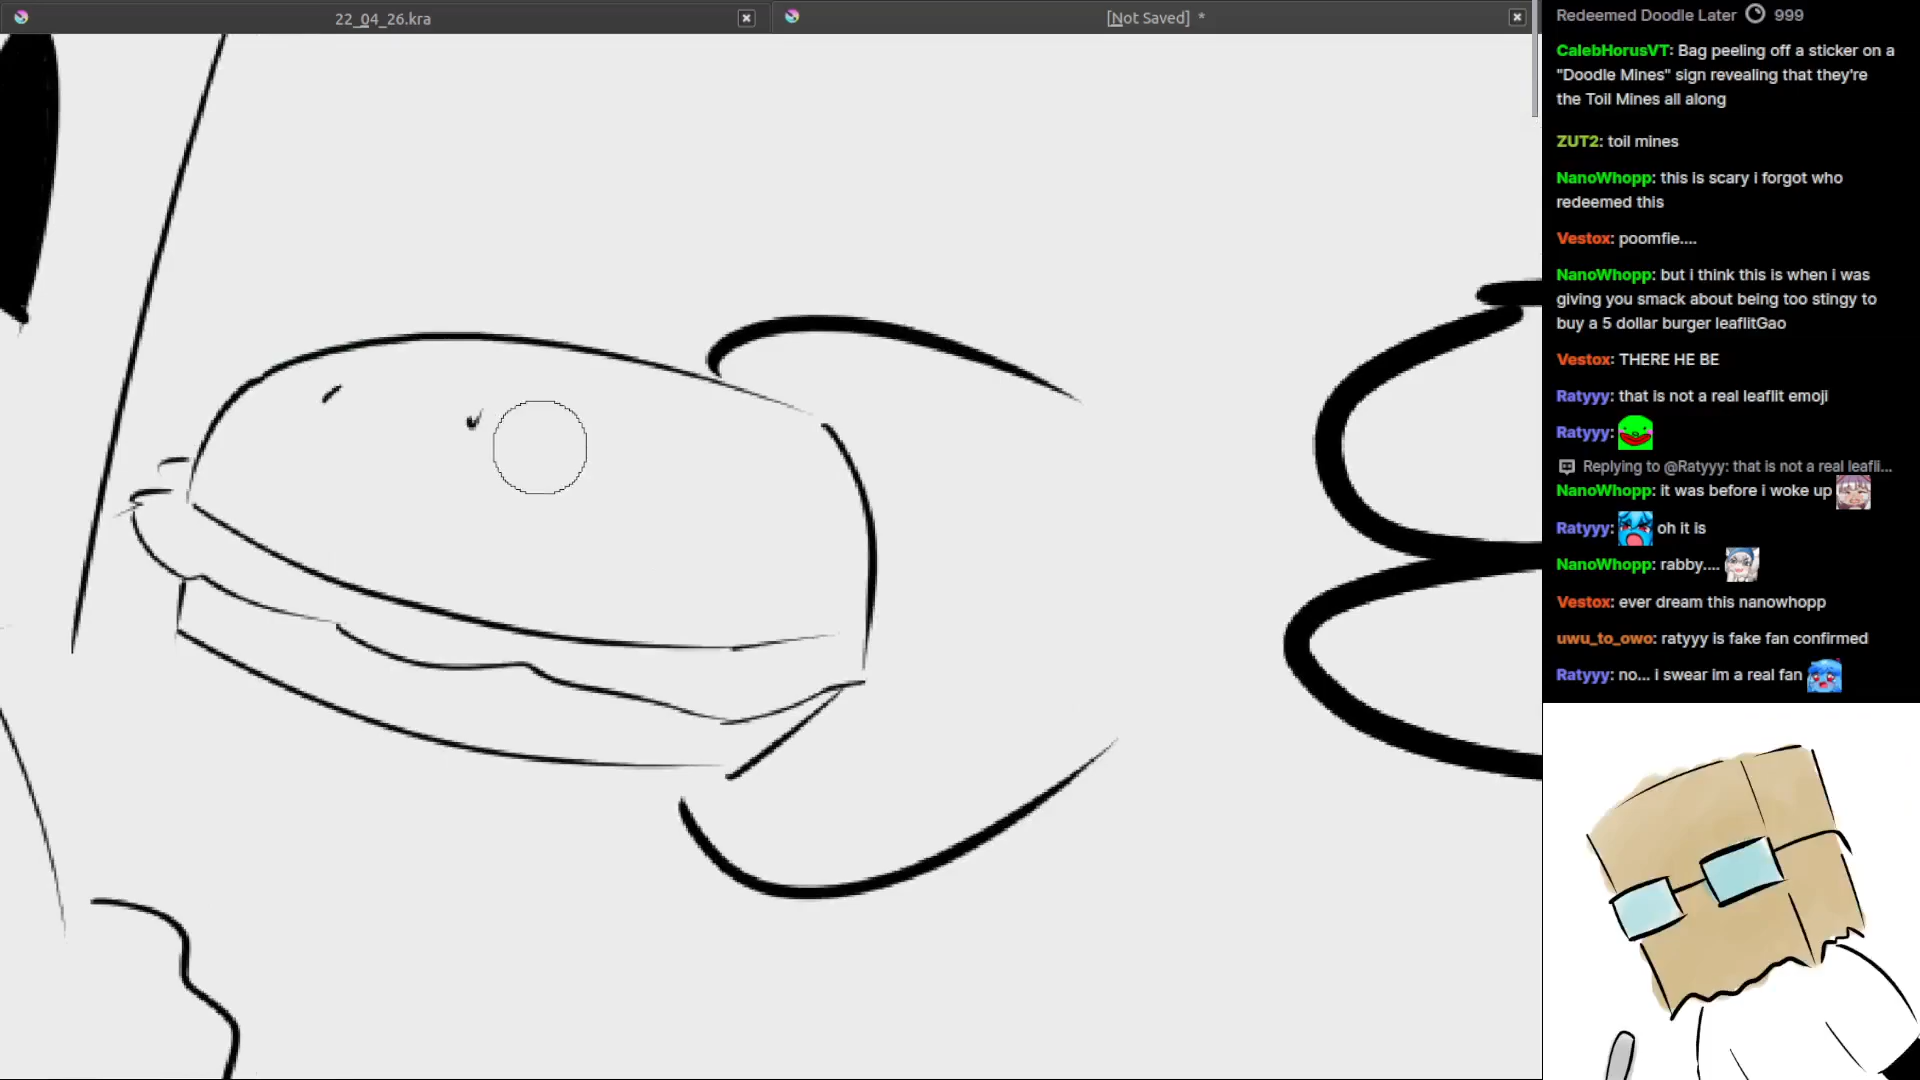 22_04_26.kra
[Not Saved] *
Redeemed Doodle Later 999
CalebHorusVT: Bag peeling off a sticker on a
"Doodle Mines" sign revealing that they're
the Toil Mines all along
ZUT2: toil mines
NanoWhopp: this is scary i forgot who
redeemed this
Vestox: poomfie....
NanoWhopp: but i think this is when i was
giving you smack about being too stingy to
buy a 5 dollar burger leaflitGao
Vestox: THERE HE BE
Ratyyy: that is not a real leaflit emoji
Ratyyy:
Replying to @Ratyyy: that is not a real leafli...
NanoWhopp: it was before i woke up
Ratyyy: oh it is
NanoWhopp: rabby....
Vestox: ever dream this nanowhopp
uwu_to_owo: ratyyy is fake fan confirmed
Ratyyy: no... i swear im a real fan